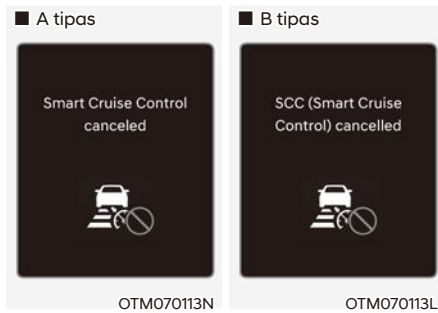 ■ A tipas
Smart Cruise Control
canceled
OTM070113N
■ B tipas
SCC (Smart Cruise
Control) cancelled
OTM070113L